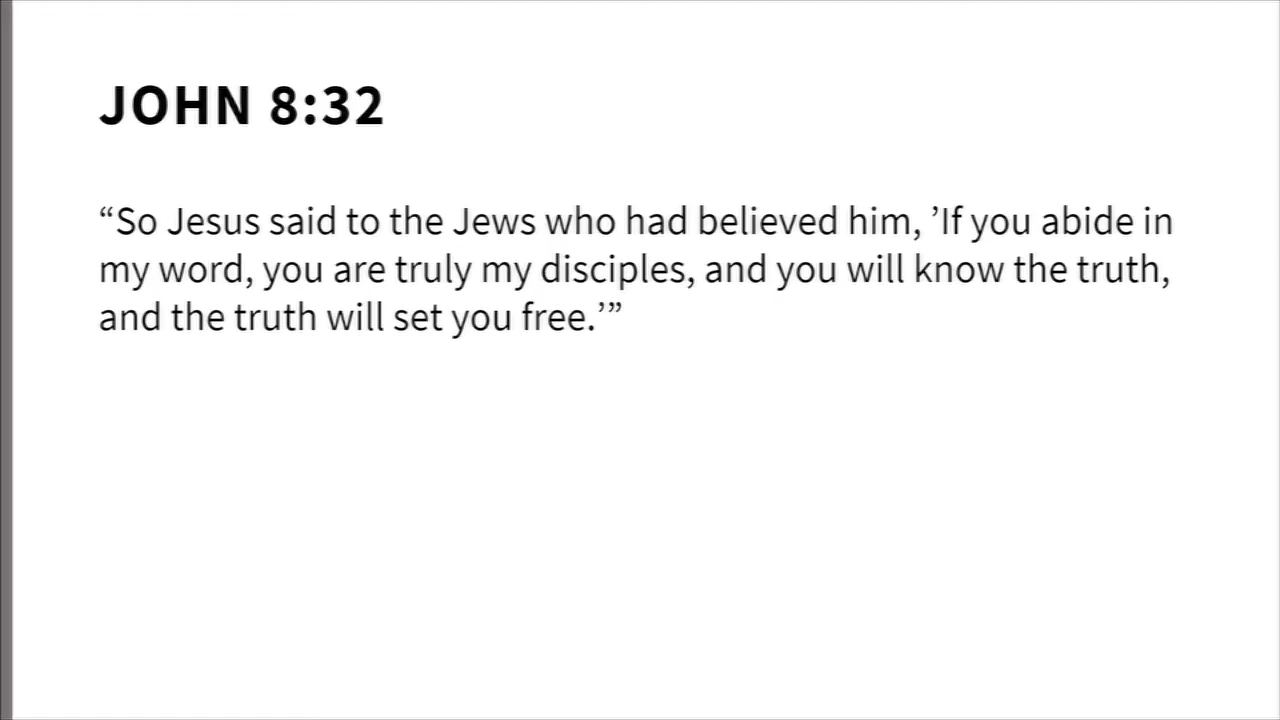 JOHN 8:32
“So Jesus said to the Jews who had believed him, ’If you abide in
my word, you are truly my disciples, and you will know the truth,
and the truth will set you free.’”